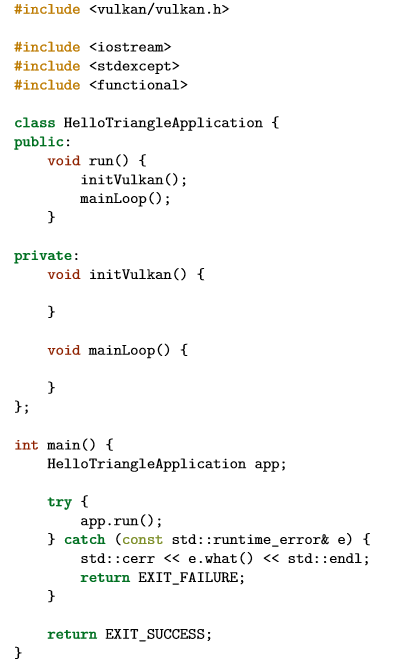 #include <vulkan/vulkan.h>

#include <iostream>
#include <stdexcept>
#include <functional>

class HelloTriangleApplication {
public:
    void run() {
        initVulkan();
        mainLoop();
    }

private:
    void initVulkan() {

    }

    void mainLoop() {

    }
};

int main() {
    HelloTriangleApplication app;

    try {
        app.run();
    } catch (const std::runtime_error& e) {
        std::cerr << e.what() << std::endl;
        return EXIT_FAILURE;
    }

    return EXIT_SUCCESS;
}